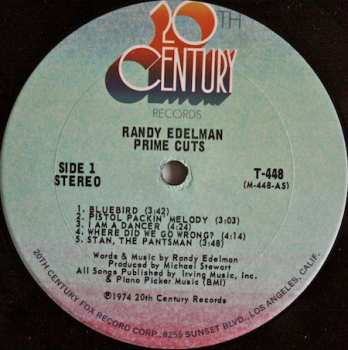 20TH
CENTURY
RECORDS
RANDY EDELMAN
PRIME CUTS
SIDE 1
STEREO
T-448
(M-448-AS)
1. BLUEBIRD (3:42)
2. PISTOL PACKIN' MELODY (3:03)
3. I AM A DANCER (4:24)
4. WHERE DID WE GO WRONG? (4:14)
5. STAN, THE PANTSMAN (3:48)
Words & Music by Randy Edelman
Produced by Michael Stewart
All Songs Published by Irving Music, Inc.
& Piano Picker Music (BMI)
℗ 1974 20th Century Records
20TH CENTURY FOX RECORD CORP., 8255 SUNSET BLVD., LOS ANGELES, CALIF.